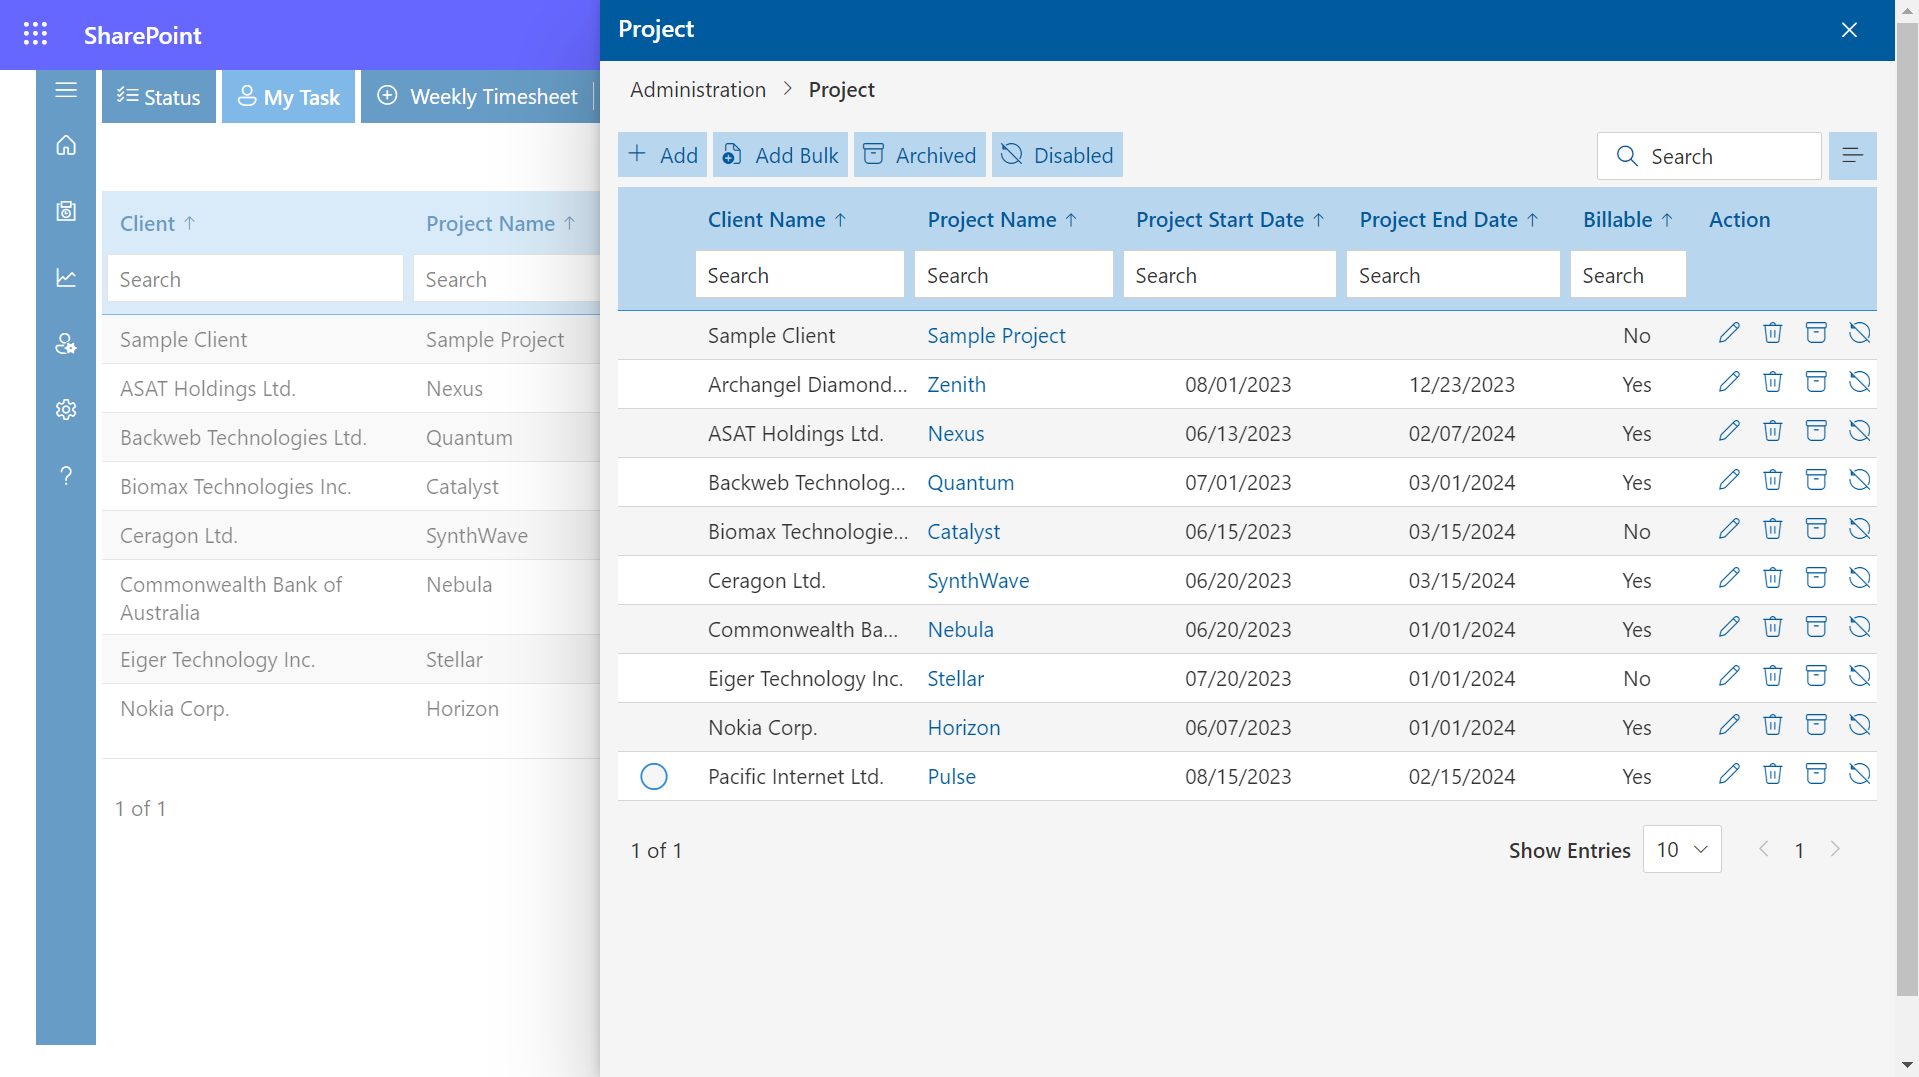 SharePoint
Status
My Task
Weekly Timesheet
Client
Project Name
Search
Search
Sample Client
Sample Project
ASAT Holdings Ltd.
Nexus
Backweb Technologies Ltd.
Quantum
Biomax Technologies Inc.
Catalyst
Ceragon Ltd.
SynthWave
Commonwealth Bank of
Australia
Nebula
Eiger Technology Inc.
Stellar
Nokia Corp.
Horizon
1 of 1
Project
Administration > Project
Add
Add Bulk
Archived
Disabled
Search
Client Name
Project Name
Project Start Date
Project End Date
Billable
Action
Search
Search
Search
Search
Search
Sample Client
Sample Project
No
Archangel Diamond...
Zenith
08/01/2023
12/23/2023
Yes
ASAT Holdings Ltd.
Nexus
06/13/2023
02/07/2024
Yes
Backweb Technolog...
Quantum
07/01/2023
03/01/2024
Yes
Biomax Technologie...
Catalyst
06/15/2023
03/15/2024
No
Ceragon Ltd.
SynthWave
06/20/2023
03/15/2024
Yes
Commonwealth Ba...
Nebula
06/20/2023
01/01/2024
Yes
Eiger Technology Inc.
Stellar
07/20/2023
01/01/2024
No
Nokia Corp.
Horizon
06/07/2023
01/01/2024
Yes
Pacific Internet Ltd.
Pulse
08/15/2023
02/15/2024
Yes
1 of 1
Show Entries
10
1